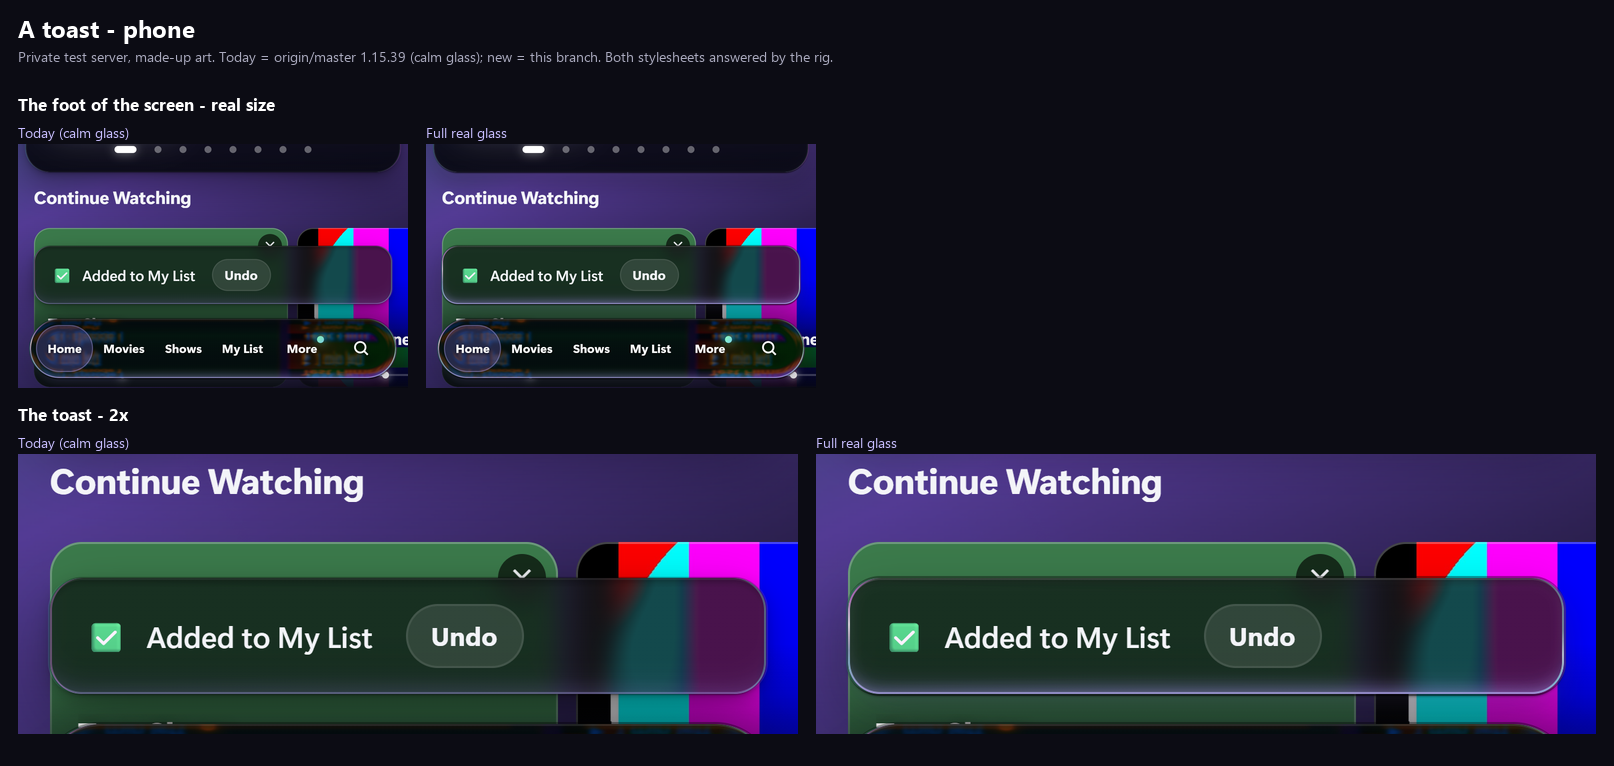 A toast - phone
Private test server, made-up art. Today = origin/master 1.15.39 (calm glass); new = this branch. Both stylesheets answered by the rig.
The foot of the screen - real size
Today (calm glass)
Full real glass
Continue Watching
Added to My List
Undo
Home
Movies
Shows
My List
More
Continue Watching
Added to My List
Undo
Home
Movies
Shows
My List
More
The toast - 2x
Today (calm glass)
Full real glass
Continue Watching
Added to My List
Undo
Continue Watching
Added to My List
Undo